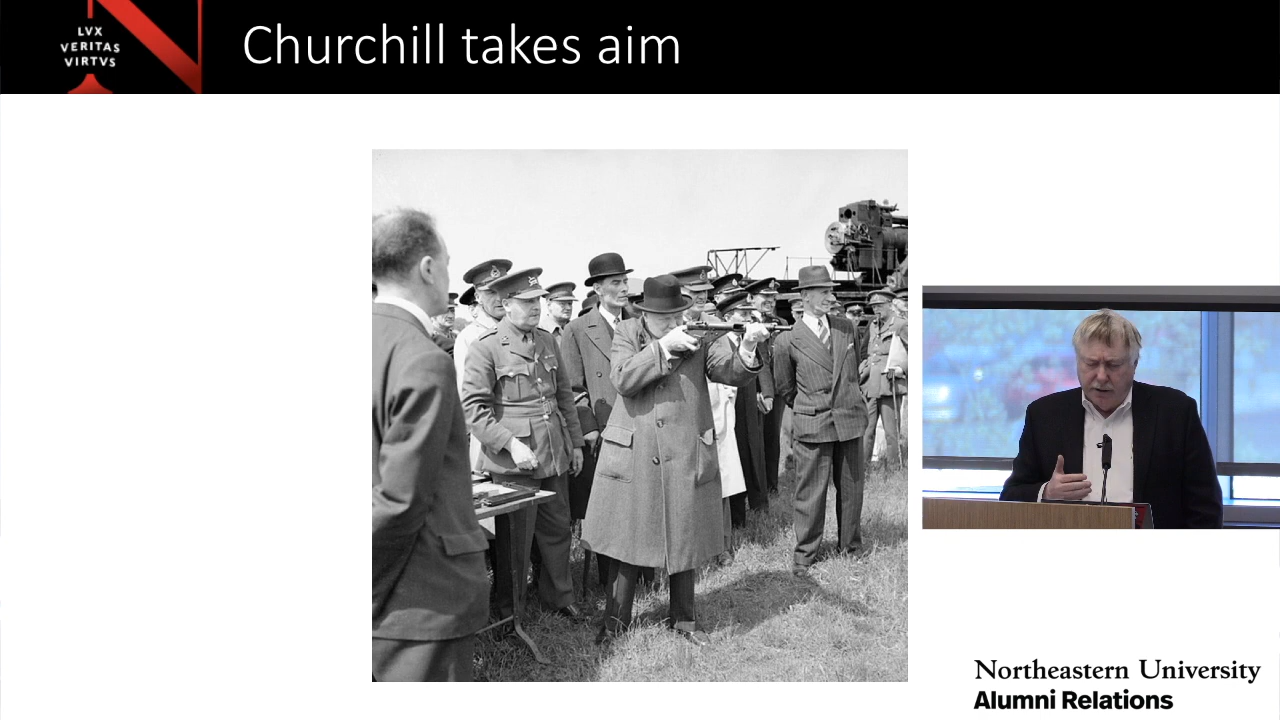 LVX
VERITAS
VIRTVS
Churchill takes aim
Northeastern University
Alumni Relations